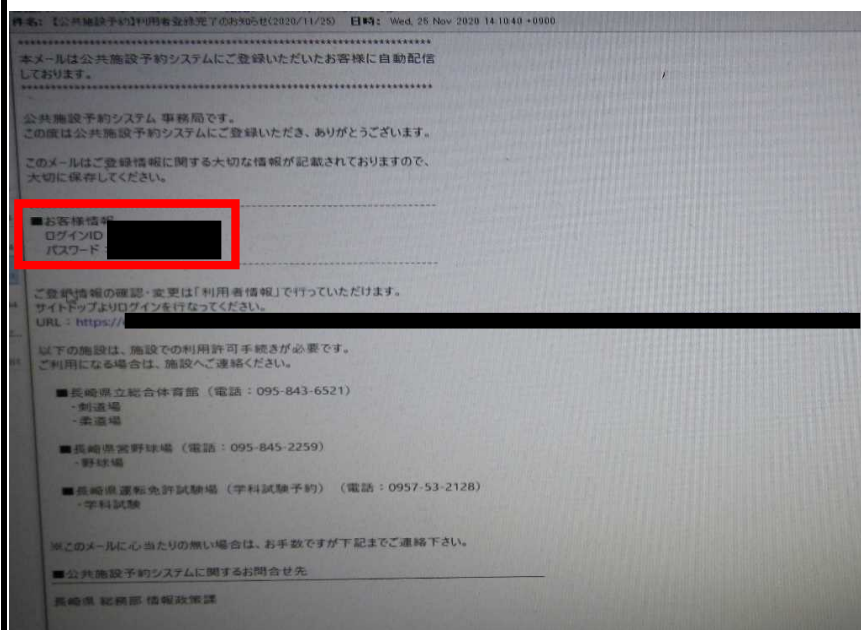 件名: 【公共施設予約】利用者登録完了のお知らせ(2020/11/25) 日時: Wed, 25 Nov 2020 14:10:40 +0900
******************************************************************
本メールは公共施設予約システムにご登録いただいたお客様に自動配信
しております。
******************************************************************
公共施設予約システム 事務局です。
この度は公共施設予約システムにご登録いただき、ありがとうございます。
このメールはご登録情報に関する大切な情報が記載されておりますので、
大切に保存してください。
■お客様情報
ログインID
パスワード：
ご登録情報の確認・変更は「利用者情報」で行っていただけます。
サイトトップよりログインを行なってください。
URL：https://
以下の施設は、施設での利用許可手続きが必要です。
ご利用になる場合は、施設へご連絡ください。
■長崎県立総合体育館（電話：095-843-6521）
・剣道場
・柔道場
■長崎県営野球場（電話：095-845-2259）
・野球場
■長崎県運転免許試験場（学科試験予約）（電話：0957-53-2128）
・学科試験
※このメールに心当たりの無い場合は、お手数ですが下記までご連絡下さい。
■公共施設予約システムに関するお問合せ先
長崎県 総務部 情報政策課